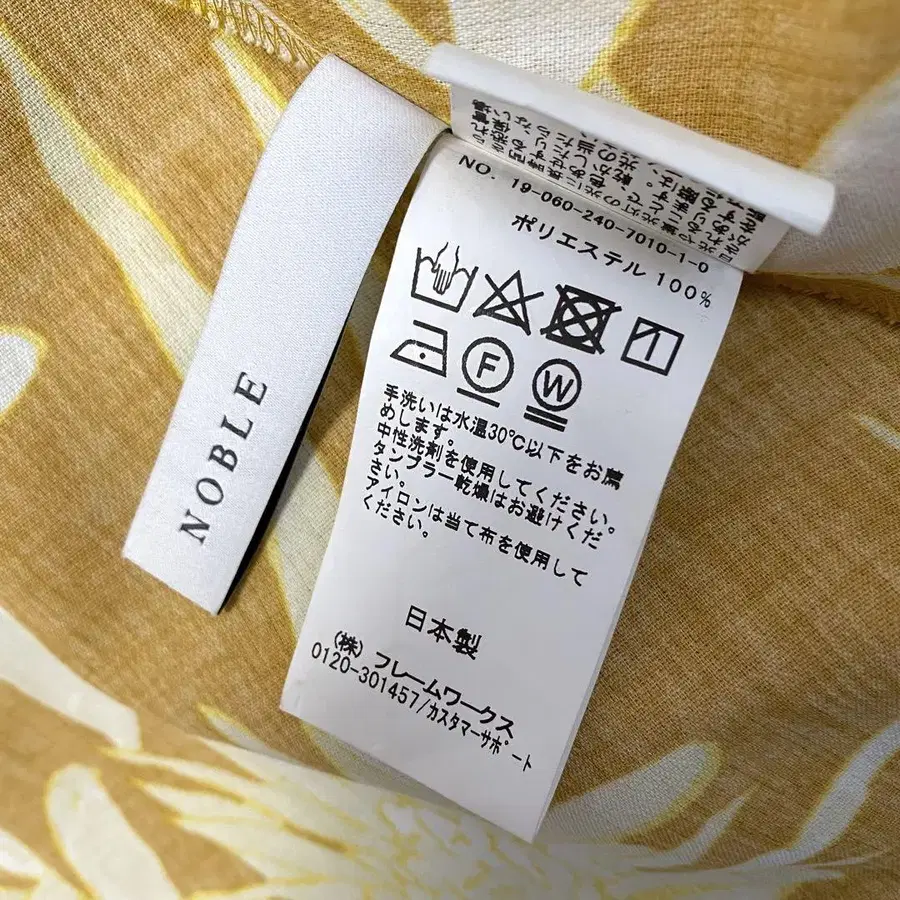 NOBLE
NO. 19-060-240-7010-1-0
ポリエステル 100%
F
W
手洗いは水温30℃以下をお薦
めします。
中性洗剤を使用してください。
タンブラー乾燥はお避けくだ
さい。
アイロンは当て布を使用して
ください。
日本製
(株) フレームワークス
0120-301457/カスタマーサポート